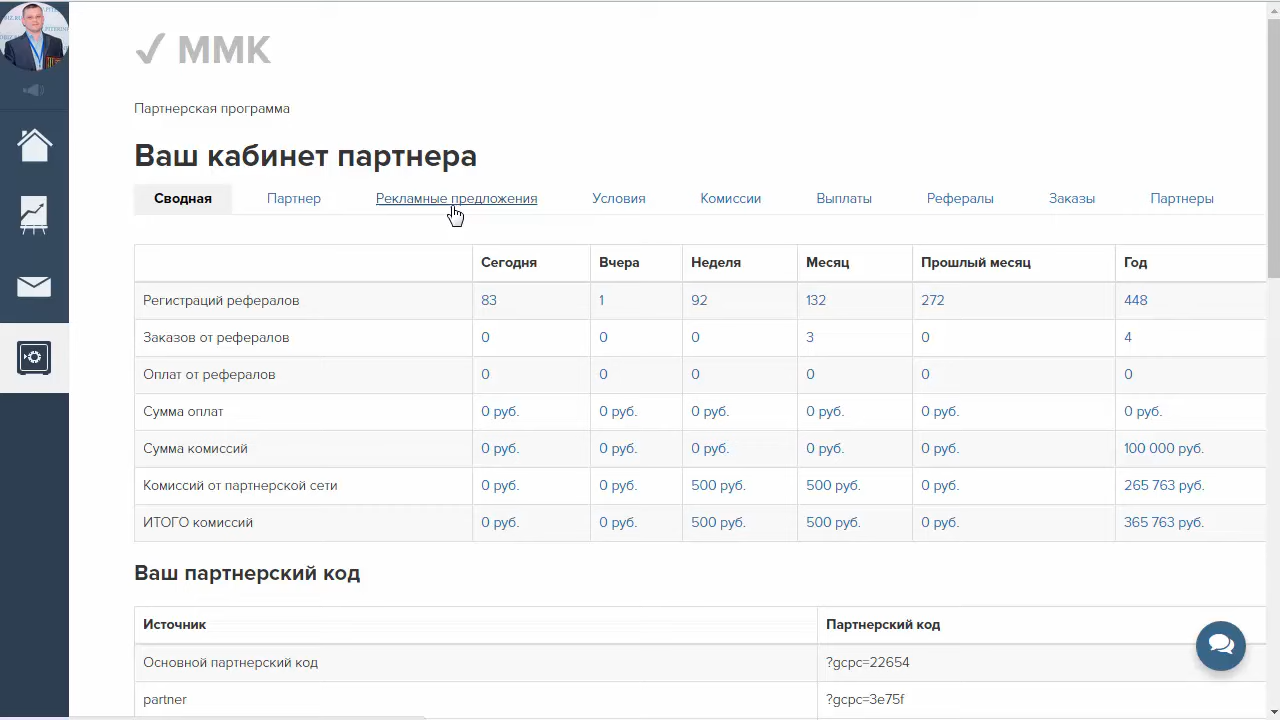 ✓ ММК
Партнерская программа
Ваш кабинет партнера
Сводная Партнер Рекламные предложения Условия Комиссии Выплаты Рефералы Заказы Партнеры
Сегодня Вчера Неделя Месяц Прошлый месяц Год
Регистраций рефералов 83 1 92 132 272 448
Заказов от рефералов 0 0 0 3 0 4
Оплат от рефералов 0 0 0 0 0 0
Сумма оплат 0 руб. 0 руб. 0 руб. 0 руб. 0 руб. 0 руб.
Сумма комиссий 0 руб. 0 руб. 0 руб. 0 руб. 0 руб. 100 000 руб.
Комиссий от партнерской сети 0 руб. 0 руб. 500 руб. 500 руб. 0 руб. 265 763 руб.
ИТОГО комиссий 0 руб. 0 руб. 500 руб. 500 руб. 0 руб. 365 763 руб.
Ваш партнерский код
Источник Партнерский код
Основной партнерский код ?gcpc=22654
partner ?gcpc=3e75f